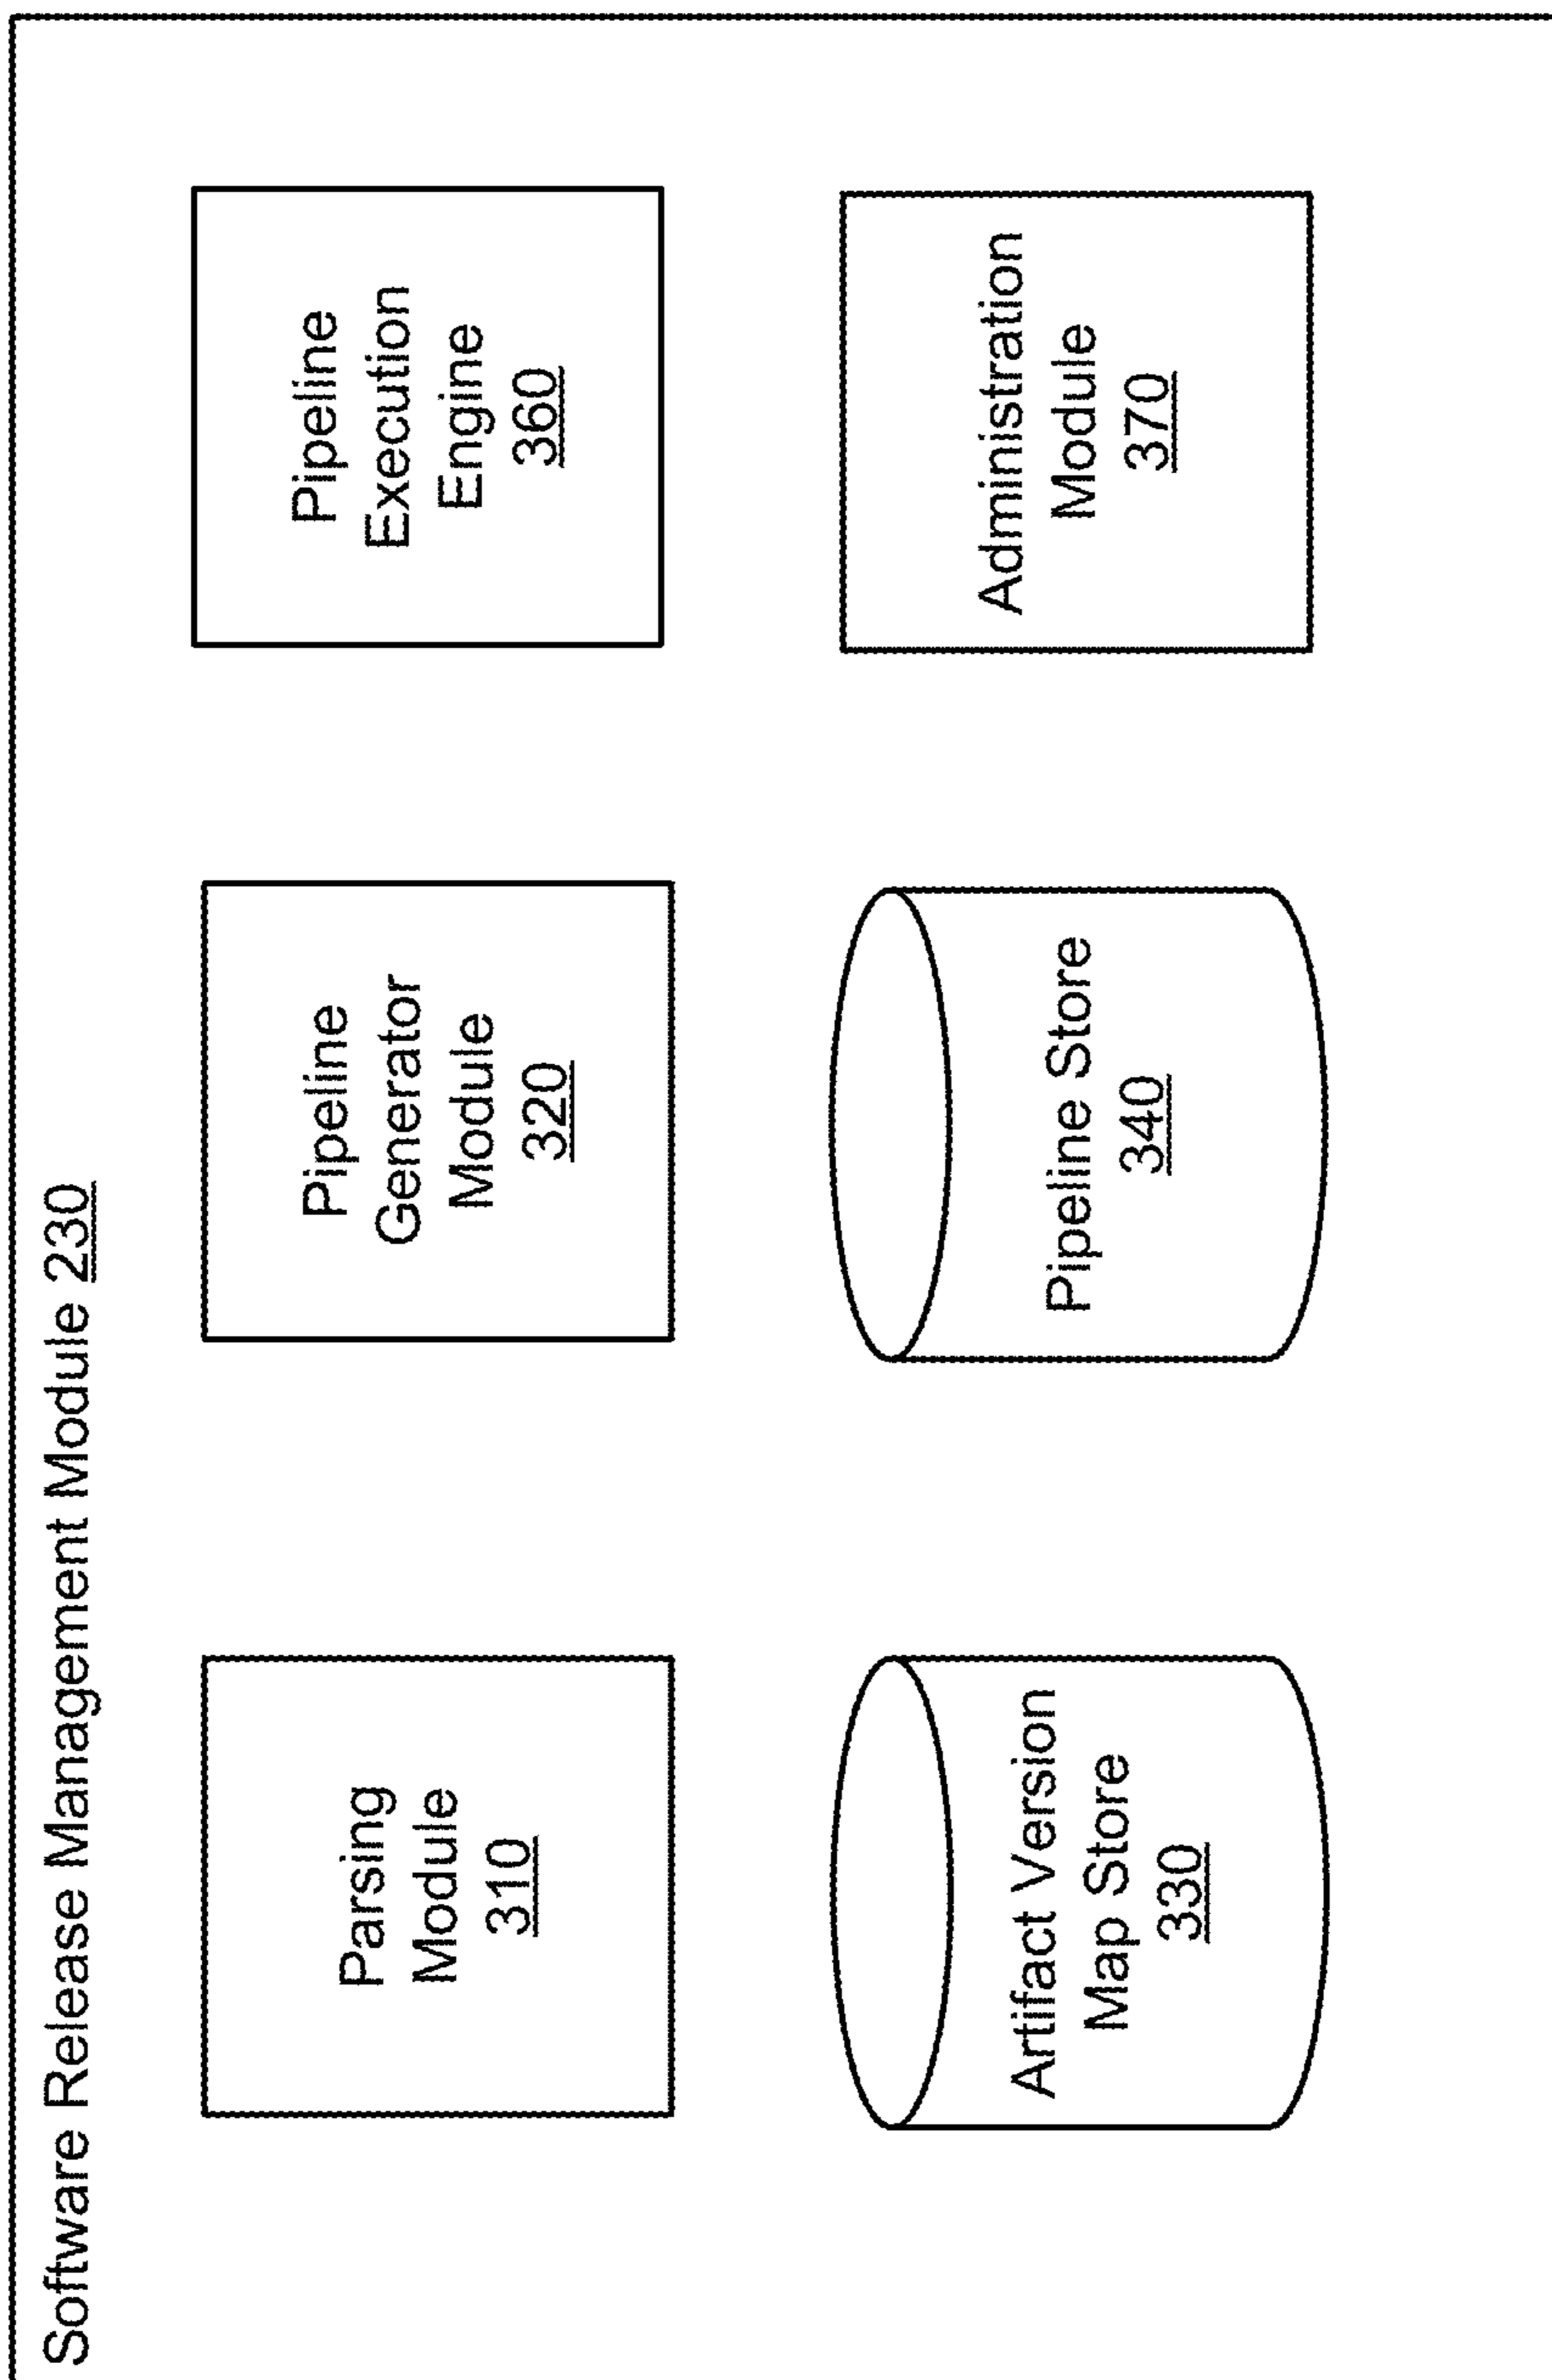 Software Release Management Module 230
Parsing
Module
310
Pipeline
Generator
Module
320
Pipeline
Execution
Engine
360
Artifact Version
Map Store
330
Pipeline Store
340
Administration
Module
370